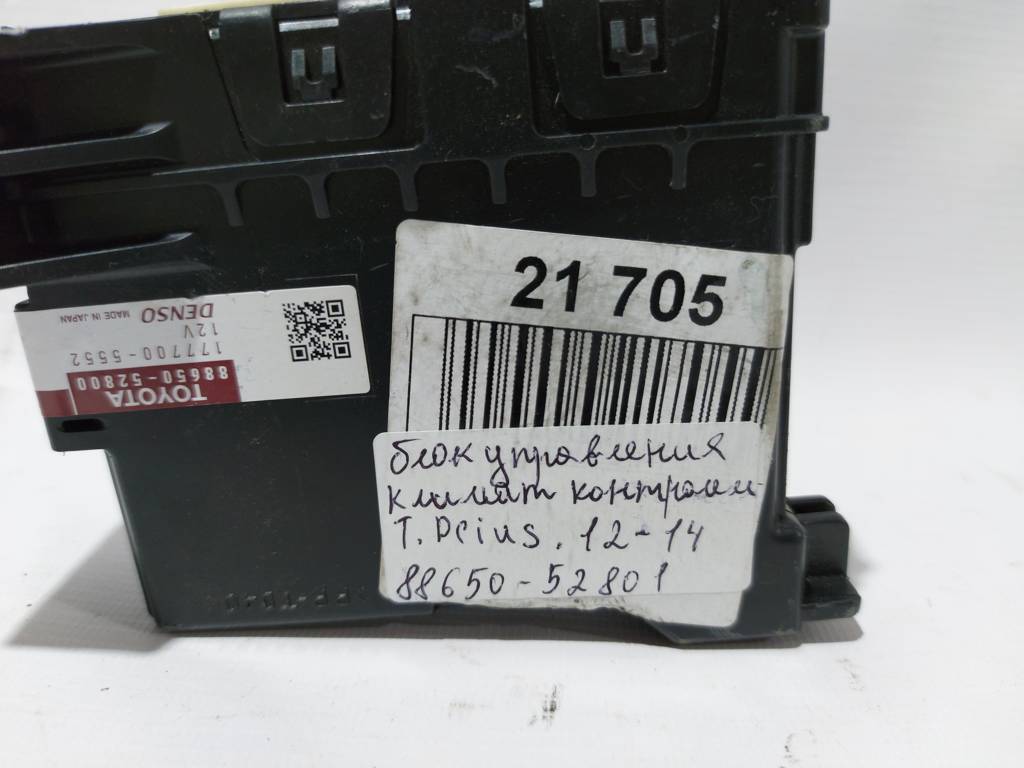 TOYOTA
88650-52800
177700-5552
12V
DENSO MADE IN JAPAN
21 705
блок управления
климат контролем
T. Prius. 12-14
88650-52801